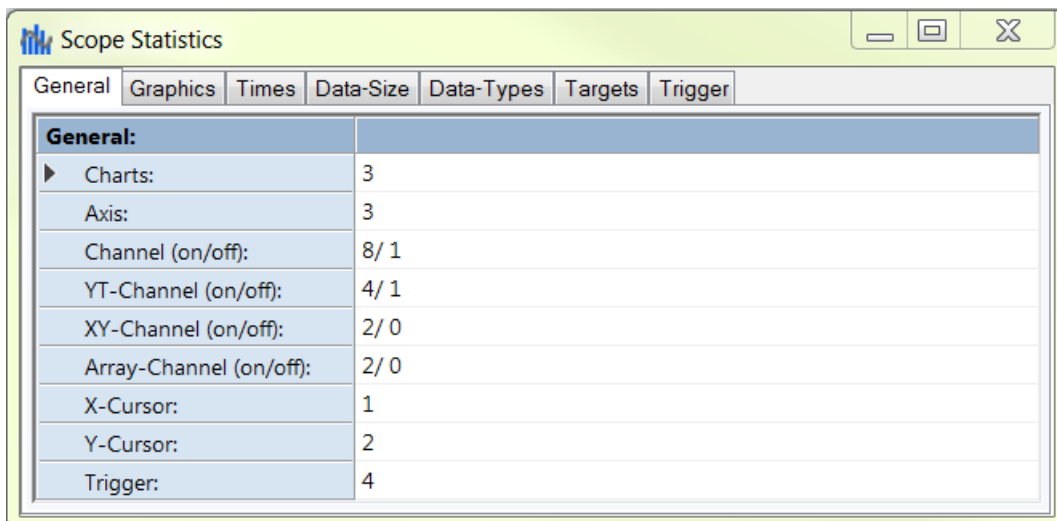 Scope Statistics
General Graphics Times Data-Size Data-Types Targets Trigger
General:
Charts: 3
Axis: 3
Channel (on/off): 8/ 1
YT-Channel (on/off): 4/ 1
XY-Channel (on/off): 2/ 0
Array-Channel (on/off): 2/ 0
X-Cursor: 1
Y-Cursor: 2
Trigger: 4